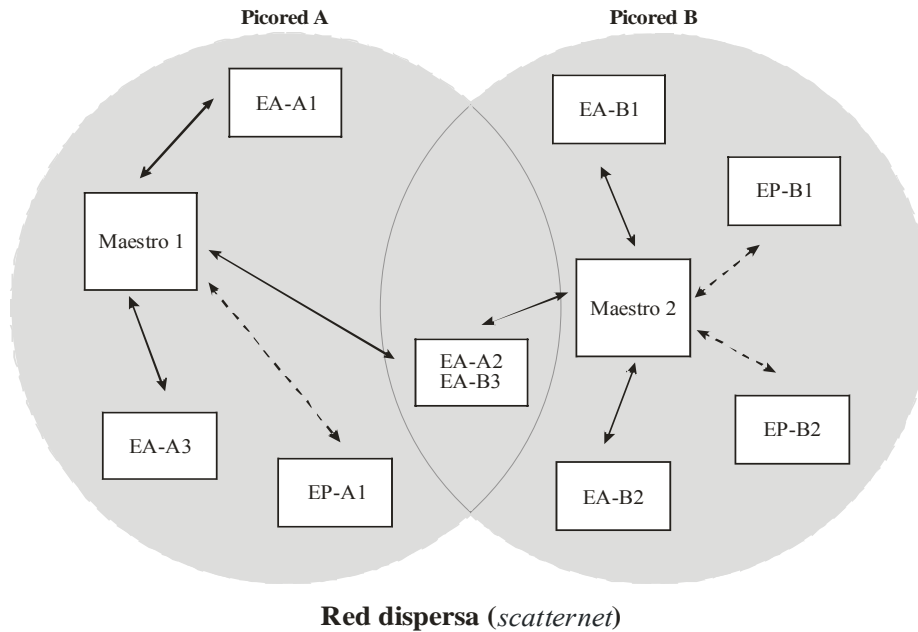 Picored A
Picored B
EA-A1
EA-B1
EP-B1
Maestro 1
Maestro 2
EA-A2
EA-B3
EA-A3
EP-B2
EP-A1
EA-B2
Red dispersa (scatternet)